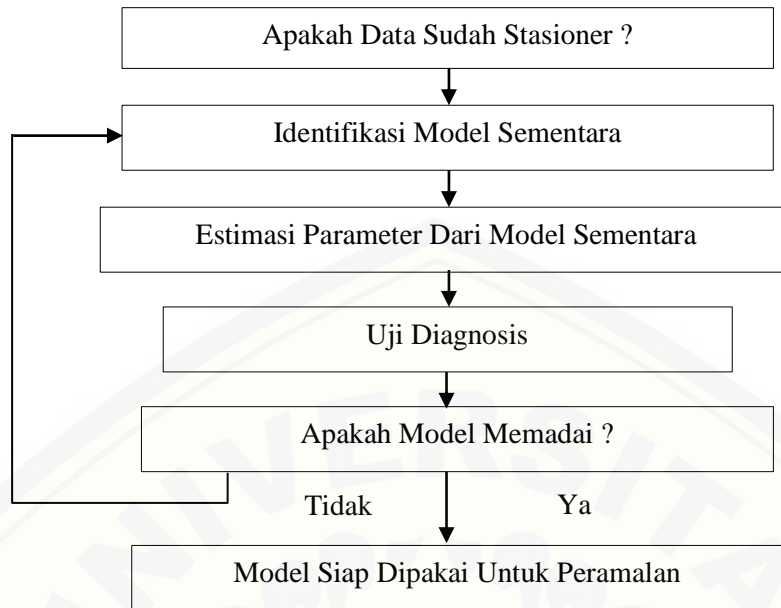 Apakah Data Sudah Stasioner ?
Identifikasi Model Sementara
Estimasi Parameter Dari Model Sementara
Uji Diagnosis
Apakah Model Memadai ?
Tidak
Ya
Model Siap Dipakai Untuk Peramalan
UNIVERSITA